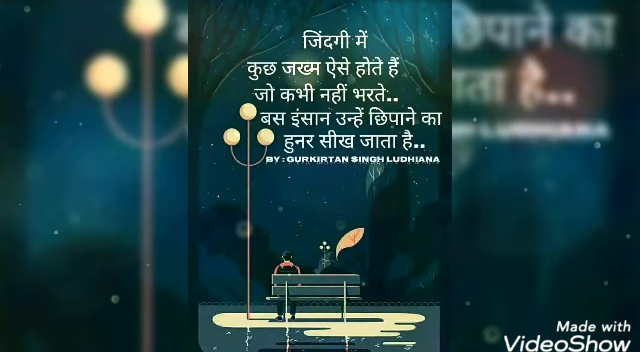 जिंदगी में
कुछ जख्म ऐसे होते हैं
जो कभी नहीं भरते..
बस इंसान उन्हें छिपाने का
हुनर सीख जाता है..
BY : GURKIRTAN SINGH LUDHIANA
छिपाने का
ता है..
Made with
VideoShow